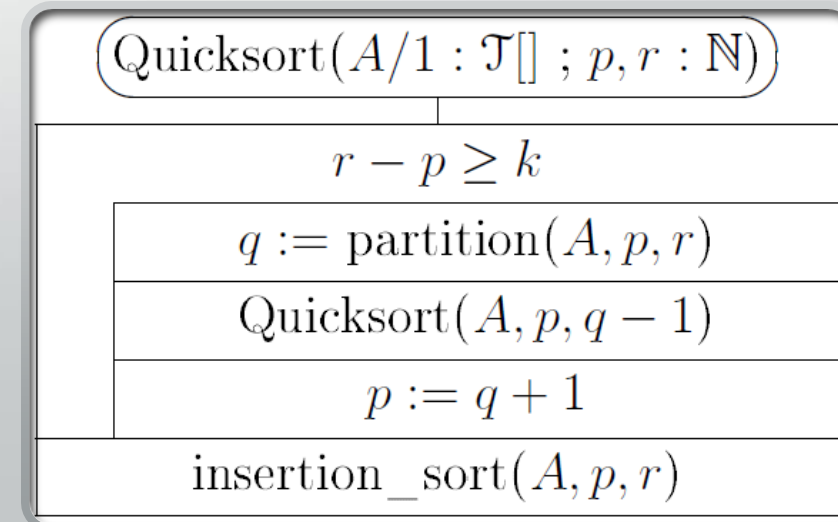 Quicksort(A/1 : 𝒯[] ; p, r : ℕ)
r − p ≥ k
q := partition(A, p, r)
Quicksort(A, p, q − 1)
p := q + 1
insertion_sort(A, p, r)